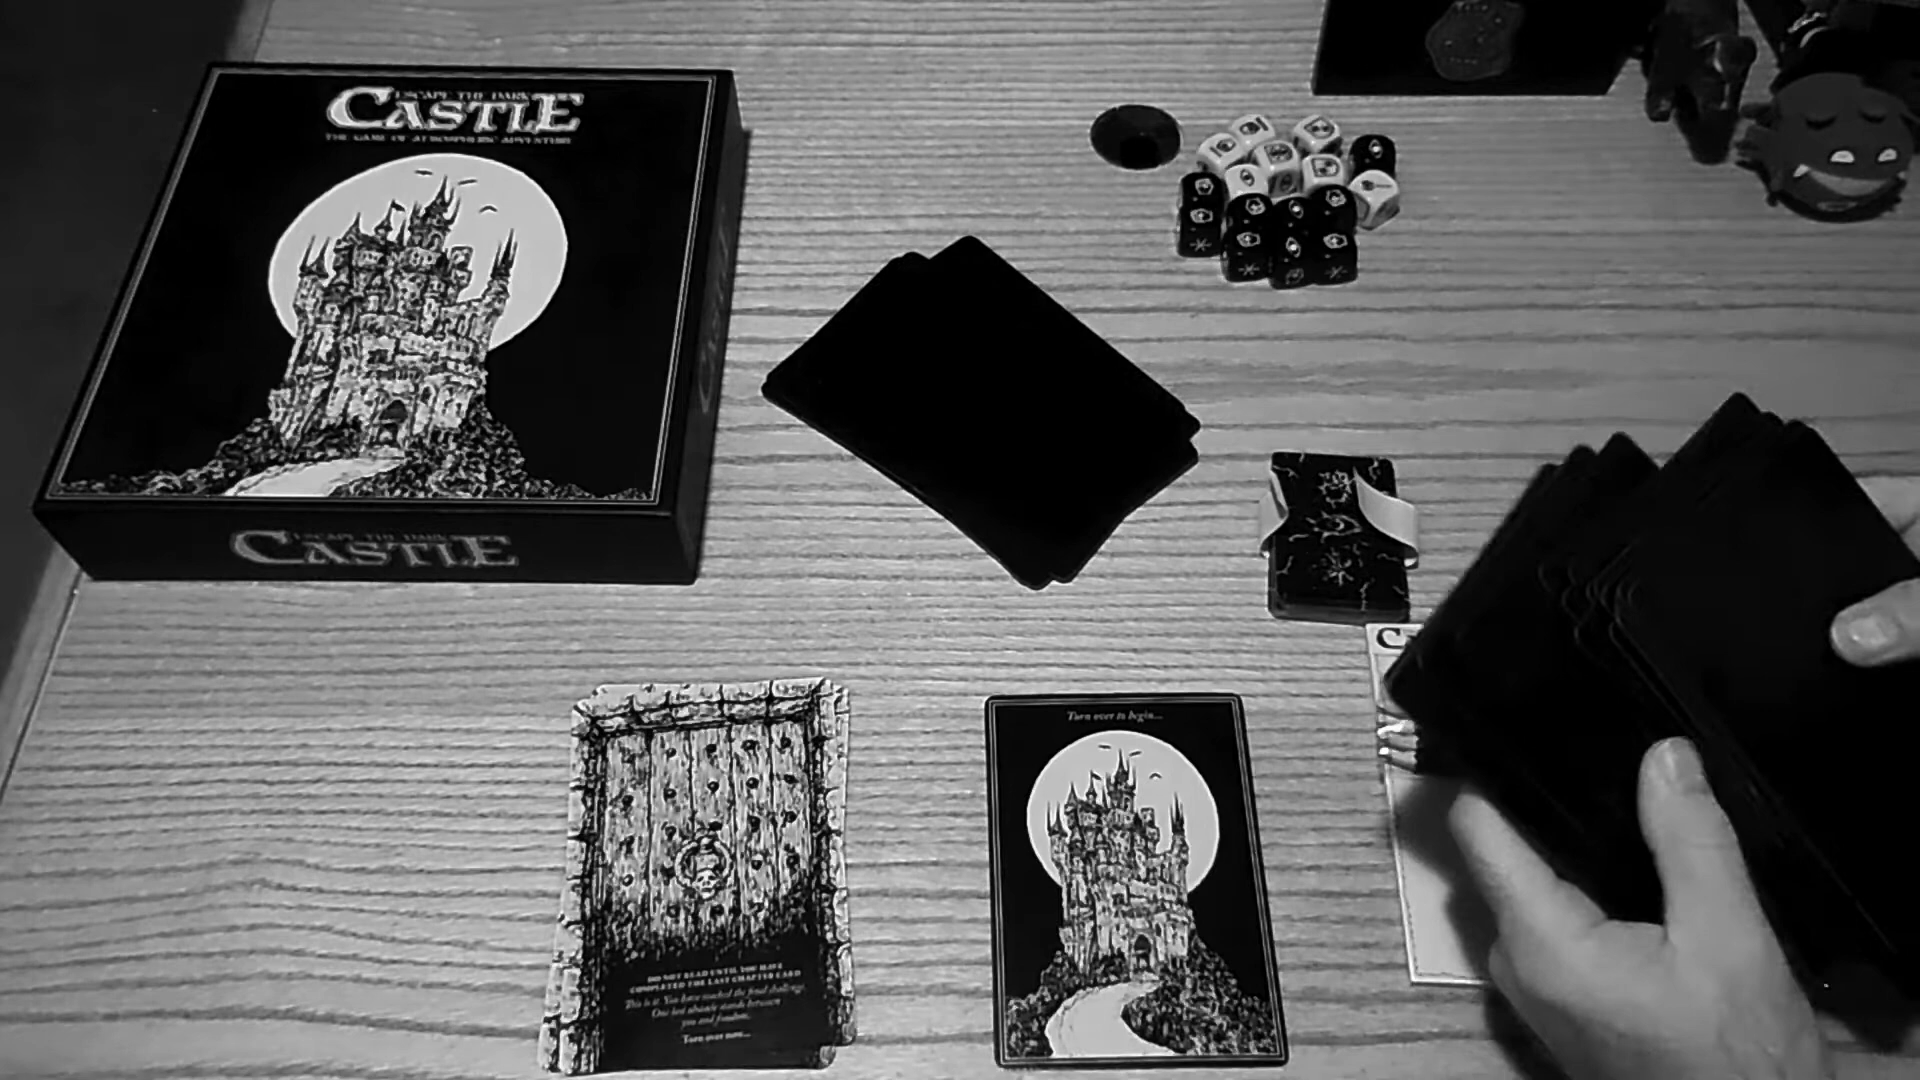 ESCAPE THE DARK
CASTLE
THE GAME OF ATMOSPHERIC ADVENTURE
ESCAPE THE DARK
CASTLE
Turn over to begin...
DO NOT READ UNTIL YOU HAVE
COMPLETED THE LAST CHAPTER CARD
This is it. You have reached the final challenge.
One last obstacle stands between
you and freedom.
Turn over now...